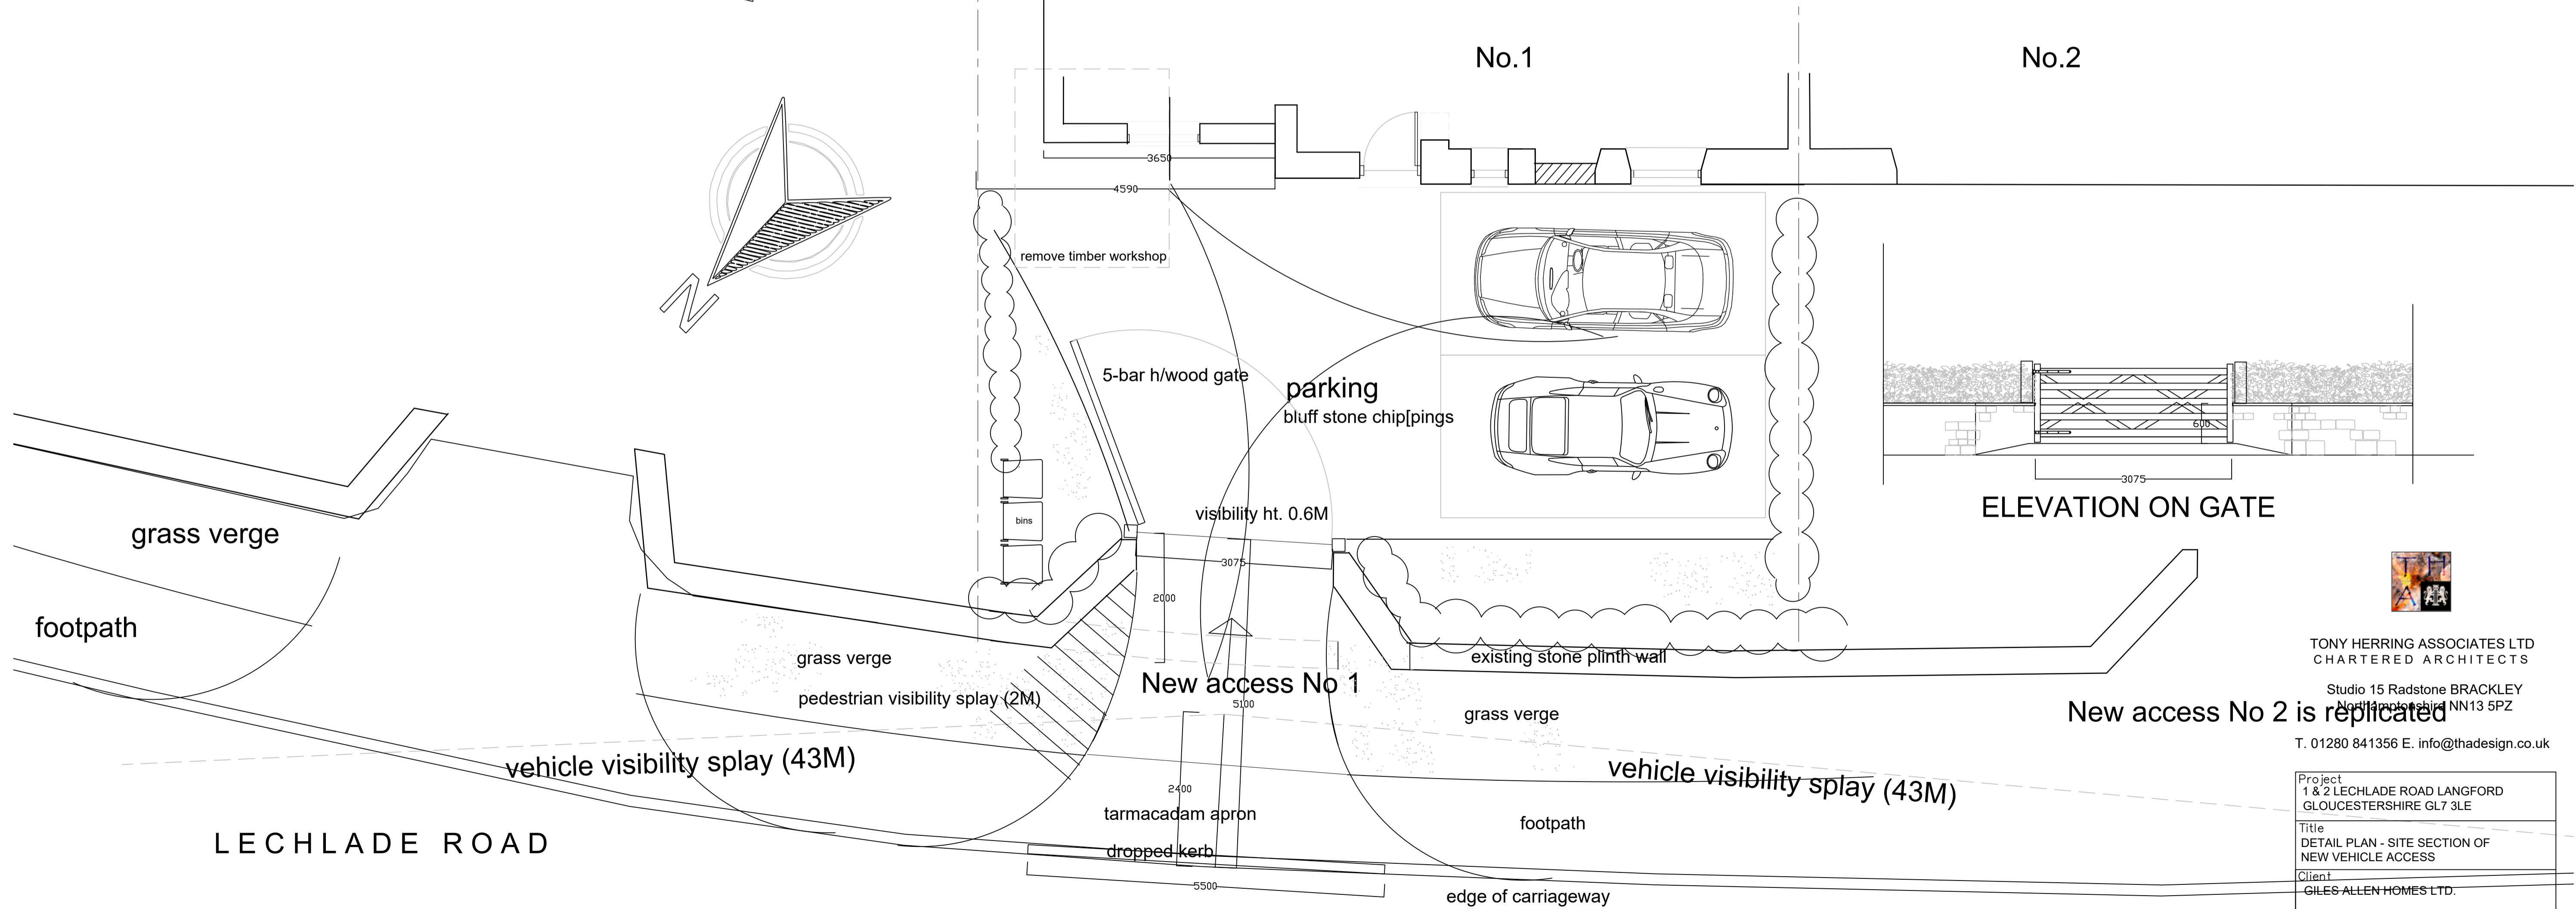 No.1
No.2
3650
4590
N
remove timber workshop
5-bar h/wood gate
parking
bluff stone chip[pings
600
3075
ELEVATION ON GATE
visibility ht. 0.6M
bins
grass verge
3075
2000
footpath
T H
A
TONY HERRING ASSOCIATES LTD
CHARTERED ARCHITECTS
Studio 15 Radstone BRACKLEY
Northamptonshire NN13 5PZ
T. 01280 841356 E. info@thadesign.co.uk
grass verge
existing stone plinth wall
pedestrian visibility splay (2M)
New access No 1
5100
grass verge
New access No 2 is replicated
vehicle visibility splay (43M)
vehicle visibility splay (43M)
2400
tarmacadam apron
footpath
LECHLADE ROAD
dropped kerb
5500
edge of carriageway
Project
1 & 2 LECHLADE ROAD LANGFORD
GLOUCESTERSHIRE GL7 3LE
Title
DETAIL PLAN - SITE SECTION OF
NEW VEHICLE ACCESS
Client
GILES ALLEN HOMES LTD.